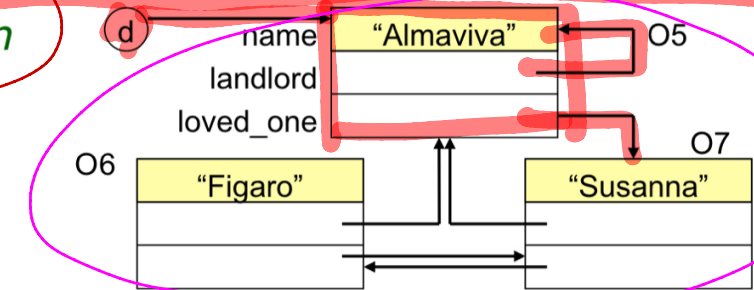 n
d
name "Almaviva" O5
landlord
loved_one
O6 O7
"Figaro" "Susanna"